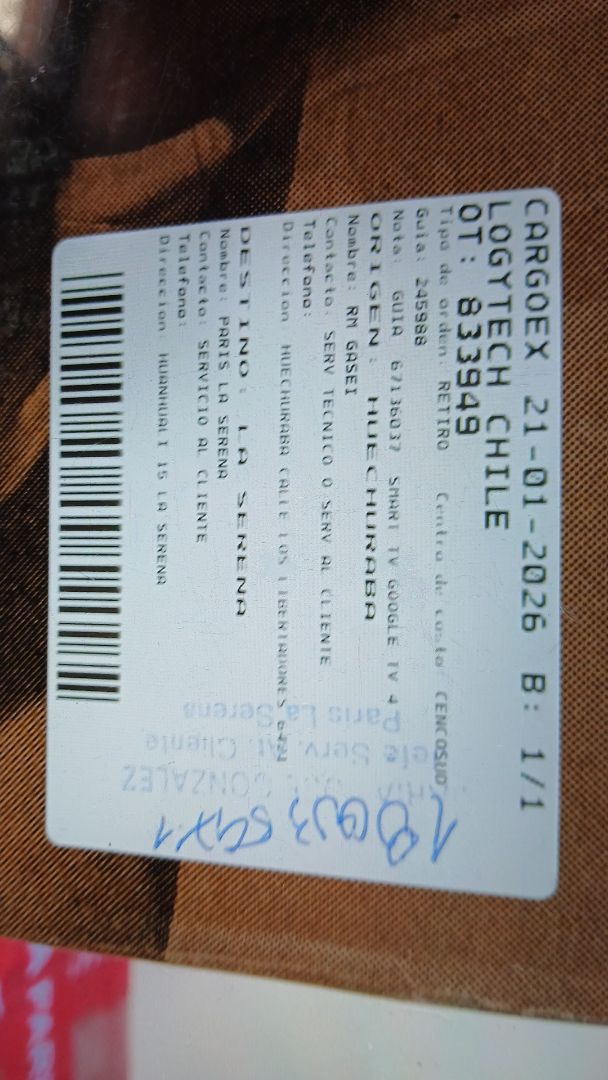 CARGOEX 21-01-2026 B: 1/1
LOGYTECH CHILE
OT: 833949
Tipo de orden: RETIRO Centro de costo: CENCOSUD
Guia: 245988
Nota: GUIA 67136037 SMART TV GOOGLE TV 4
ORIGEN: HUECHURABA
Nombre: RM GASEI
Contacto: SERV TECNICO O SERV AL CLIENTE
Telefono:
Direccion: HUECHURABA CALLE LOS LIBERTADORES
DESTINO: LA SERENA
Nombre: PARIS LA SERENA
Contacto: SERVICIO AL CLIENTE
Telefono:
Direccion: HUANHUALI 15 LA SERENA
GONZALEZ
Jefe Serv. At. Cliente
Paris La Serena